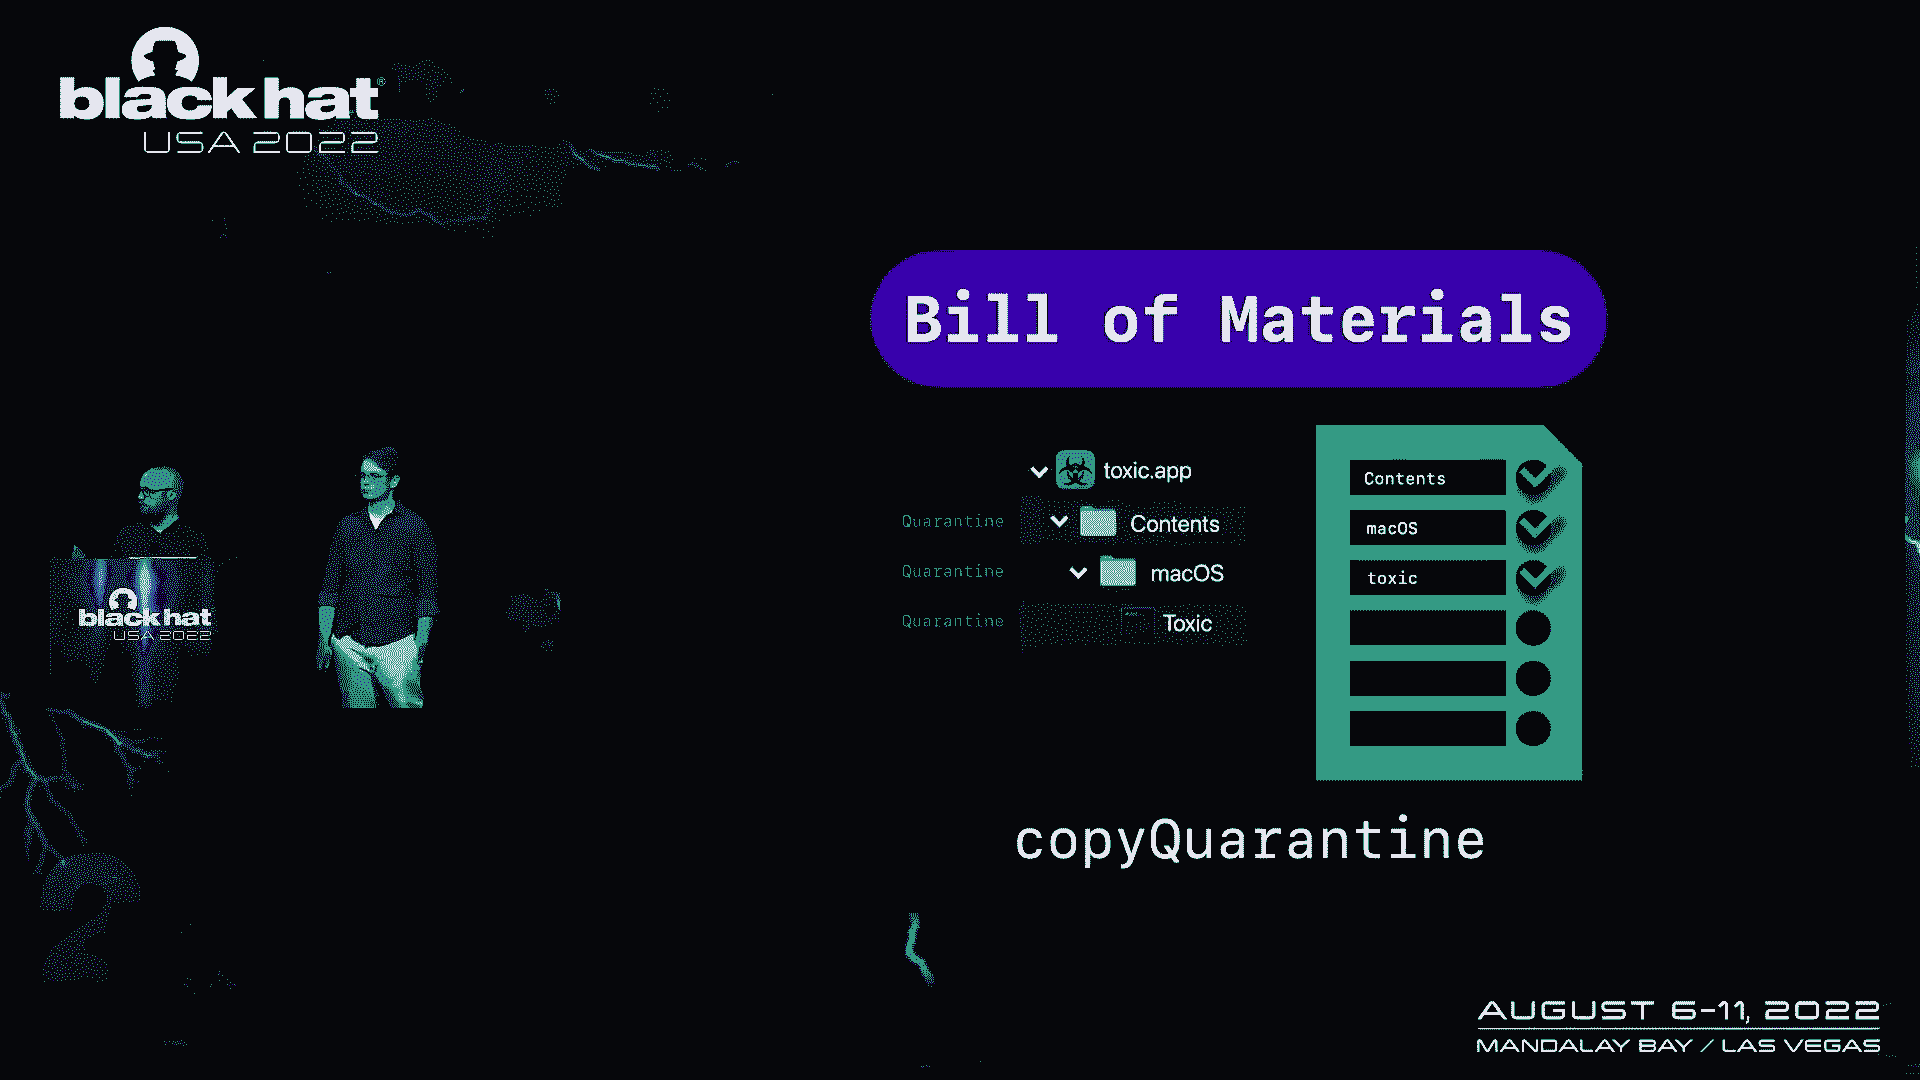 black hat®
USA 2022
Bill of Materials
toxic.app
Quarantine
Contents
Quarantine
macOS
Quarantine
Toxic
Contents
macOS
toxic
copyQuarantine
black hat
USA 2022
AUGUST 6-11, 2022
MANDALAY BAY / LAS VEGAS